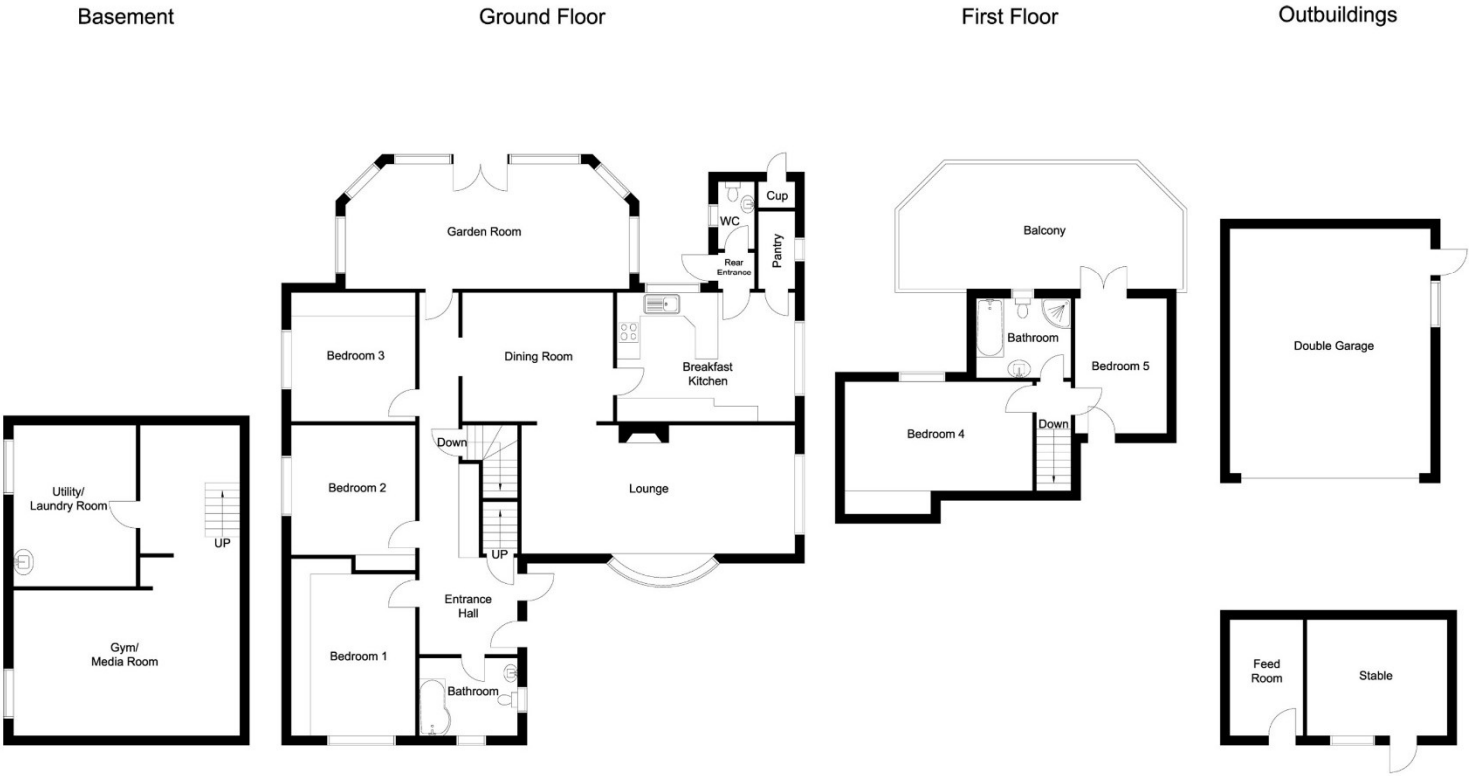 Basement
Ground Floor
First Floor
Outbuildings
Utility/
Laundry Room
UP
Gym/
Media Room
Garden Room
WC
Cup
Pantry
Rear
Entrance
Bedroom 3
Dining Room
Breakfast
Kitchen
Down
Bedroom 2
Lounge
UP
Entrance
Hall
Bedroom 1
Bathroom
Balcony
Bathroom
Bedroom 5
Bedroom 4
Down
Double Garage
Feed
Room
Stable